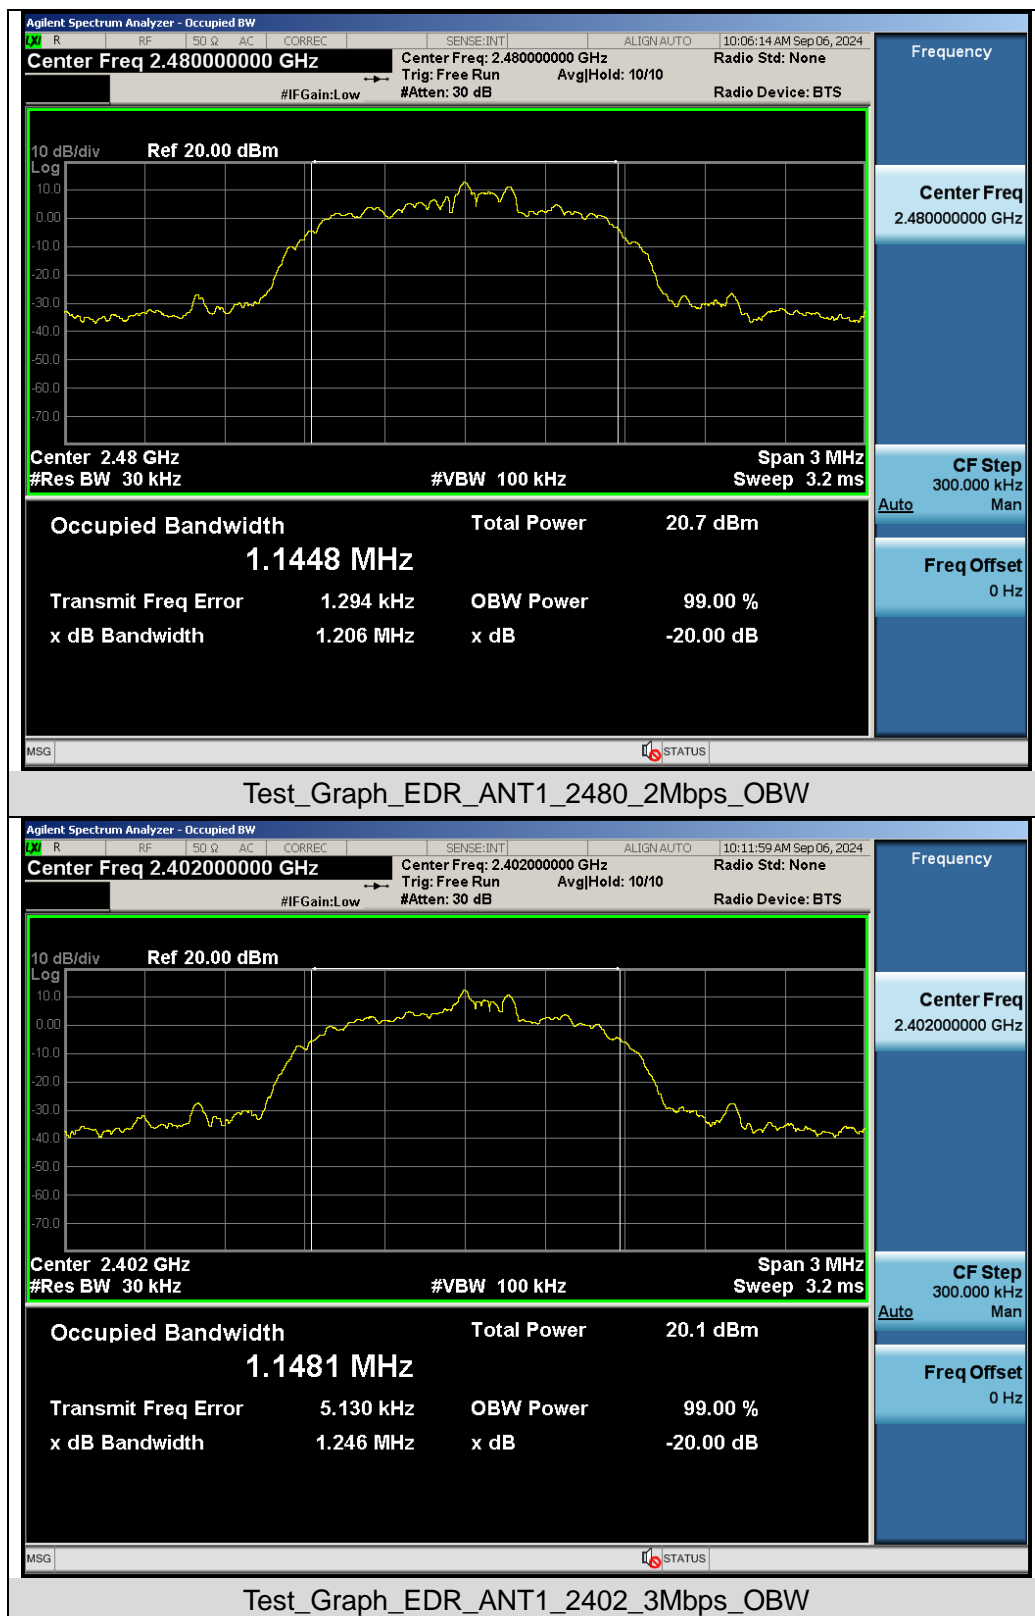 Agilent Spectrum Analyzer - Occupied BW
LXI R RF 50 Ω AC CORREC SENSE:INT ALIGN AUTO 10:06:14 AM Sep 06, 2024
Center Freq 2.480000000 GHz
Center Freq: 2.480000000 GHz
Radio Std: None
Trig: Free Run Avg|Hold: 10/10
#IFGain:Low
#Atten: 30 dB
Radio Device: BTS
Frequency
10 dB/div Ref 20.00 dBm
Log
10.0
0.00
-10.0
-20.0
-30.0
-40.0
-50.0
-60.0
-70.0
Center 2.48 GHz Span 3 MHz
#Res BW 30 kHz #VBW 100 kHz Sweep 3.2 ms
Center Freq
2.480000000 GHz
CF Step
300.000 kHz
Auto Man
Freq Offset
0 Hz
Occupied Bandwidth Total Power 20.7 dBm
1.1448 MHz
Transmit Freq Error 1.294 kHz OBW Power 99.00 %
x dB Bandwidth 1.206 MHz x dB -20.00 dB
MSG STATUS
Test_Graph_EDR_ANT1_2480_2Mbps_OBW
Agilent Spectrum Analyzer - Occupied BW
LXI R RF 50 Ω AC CORREC SENSE:INT ALIGN AUTO 10:11:59 AM Sep 06, 2024
Center Freq 2.402000000 GHz
Center Freq: 2.402000000 GHz
Radio Std: None
Trig: Free Run Avg|Hold: 10/10
#IFGain:Low
#Atten: 30 dB
Radio Device: BTS
Frequency
10 dB/div Ref 20.00 dBm
Log
10.0
0.00
-10.0
-20.0
-30.0
-40.0
-50.0
-60.0
-70.0
Center 2.402 GHz Span 3 MHz
#Res BW 30 kHz #VBW 100 kHz Sweep 3.2 ms
Center Freq
2.402000000 GHz
CF Step
300.000 kHz
Auto Man
Freq Offset
0 Hz
Occupied Bandwidth Total Power 20.1 dBm
1.1481 MHz
Transmit Freq Error 5.130 kHz OBW Power 99.00 %
x dB Bandwidth 1.246 MHz x dB -20.00 dB
MSG STATUS
Test_Graph_EDR_ANT1_2402_3Mbps_OBW